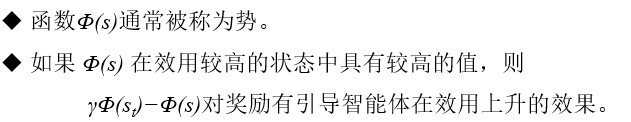 ◆ 函数Φ(s)通常被称为势。
◆ 如果 Φ(s) 在效用较高的状态中具有较高的值，则
γΦ(sₜ)−Φ(s)对奖励有引导智能体在效用上升的效果。